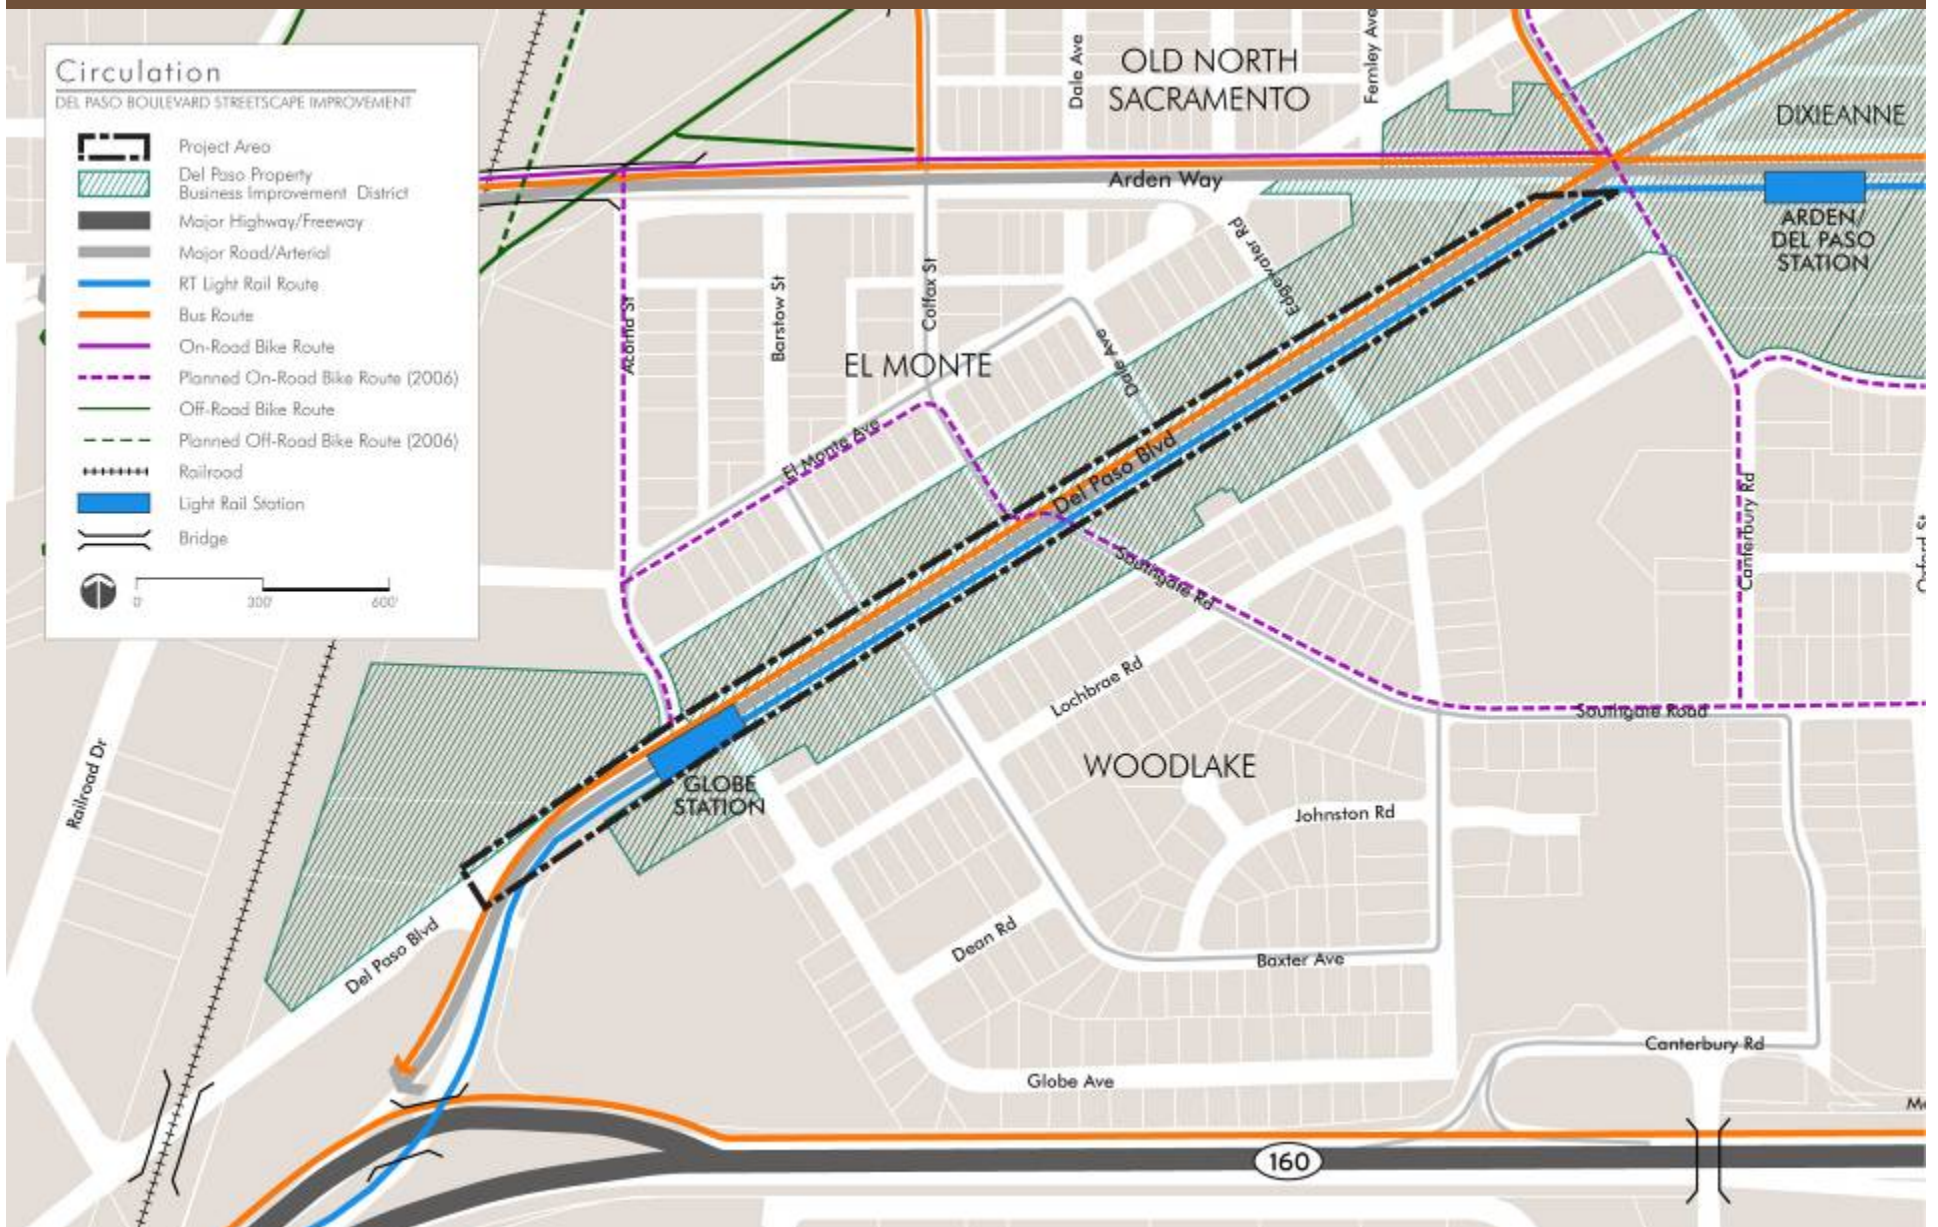 Circulation
DEL PASO BOULEVARD STREETSCAPE IMPROVEMENT
Project Area
Del Paso Property
Business Improvement District
Major Highway/Freeway
Major Road/Arterial
RT Light Rail Route
Bus Route
On-Road Bike Route
Planned On-Road Bike Route (2006)
Off-Road Bike Route
Planned Off-Road Bike Route (2006)
Railroad
Light Rail Station
Bridge
0'
300'
600'
Dale Ave
OLD NORTH
SACRAMENTO
Fernley Ave
DIXIEANNE
Arden Way
ARDEN/
DEL PASO
STATION
Edgewater Rd
Acoma St
Barstow St
Colfax St
EL MONTE
Dale Ave
El Monte Ave
Del Paso Blvd
Southgate Rd
Canterbury Rd
Oxford St
Lochbrae Rd
Southgate Road
WOODLAKE
GLOBE
STATION
Railroad Dr
Johnston Rd
Del Paso Blvd
Dean Rd
Baxter Ave
Canterbury Rd
Globe Ave
160